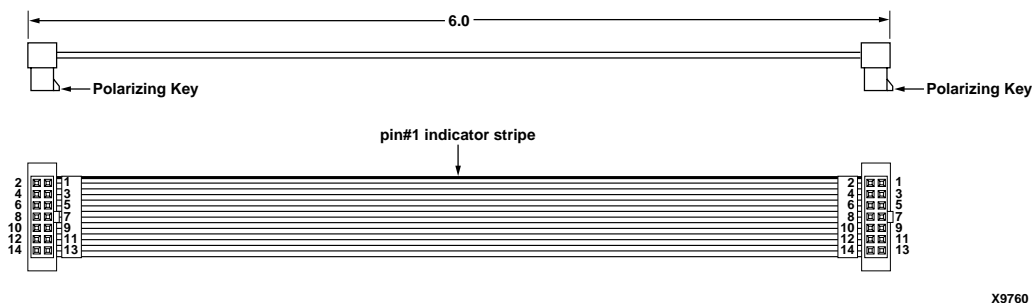 6.0
Polarizing Key
Polarizing Key
pin#1 indicator stripe
2 1 2 1
4 3 4 3
6 5 6 5
8 7 8 7
10 9 10 9
12 11 12 11
14 13 14 13
X9760